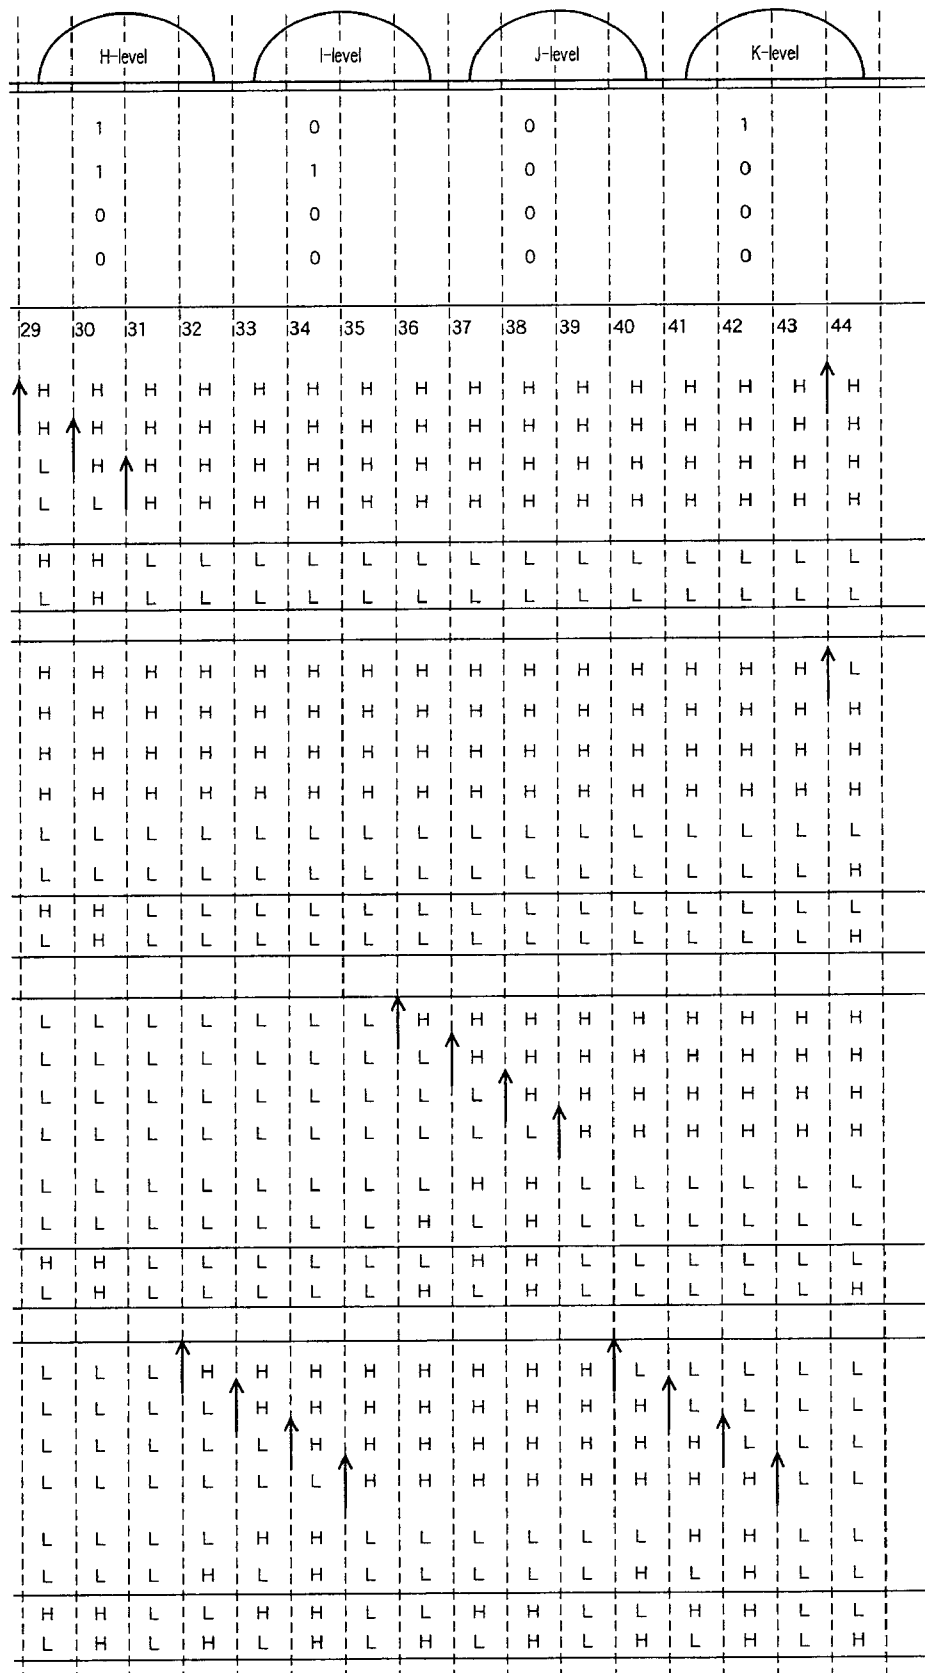 H-level I-level J-level K-level
1 0 0 1
1 1 0 0
0 0 0 0
0 0 0 0
29 30 31 32 33 34 35 36 37 38 39 40 41 42 43 44
H H H H H H H H H H H H H H H H
H H H H H H H H H H H H H H H H
L H H H H H H H H H H H H H H H
L L H H H H H H H H H H H H H H
H H L L L L L L L L L L L L L L
L H L L L L L L L L L L L L L L
H H H H H H H H H H H H H H H L
H H H H H H H H H H H H H H H H
H H H H H H H H H H H H H H H H
H H H H H H H H H H H H H H H H
L L L L L L L L L L L L L L L L
L L L L L L L L L L L L L L L H
H H L L L L L L L L L L L L L L
L H L L L L L L L L L L L L L H
L L L L L L L H H H H H H H H H
L L L L L L L L H H H H H H H H
L L L L L L L L L H H H H H H H
L L L L L L L L L L H H H H H H
L L L L L L L L H H L L L L L L
L L L L L L L H L H L L L L L L
H H L L L L L L H H L L L L L L
L H L L L L L H L H L L L L L H
L L L H H H H H H H H L L L L L
L L L L H H H H H H H H L L L L
L L L L L H H H H H H H H L L L
L L L L L L H H H H H H H H L L
L L L L H H L L L L L L H H L L
L L L H L H L L L L L H L H L L
H H L L H H L L H H L L H H L L
L H L H L H L H L H L H L H L H